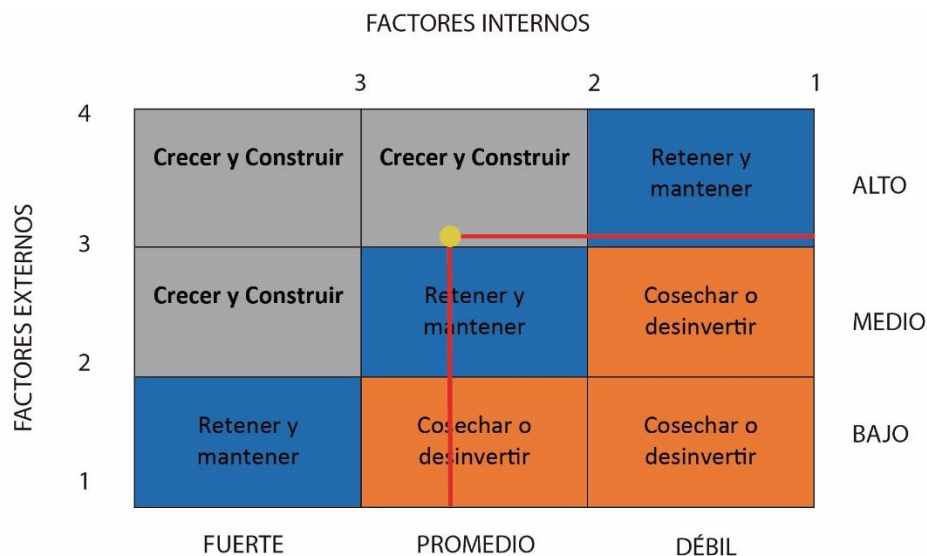 FACTORES INTERNOS
3 2 1
4
Crecer y Construir
Crecer y Construir
Retener y
mantener
ALTO
FACTORES EXTERNOS
3
Crecer y Construir
Retener y
mantener
Cosechar o
desinvertir
MEDIO
2
Retener y
mantener
Cosechar o
desinvertir
Cosechar o
desinvertir
BAJO
1
FUERTE PROMEDIO DÉBIL